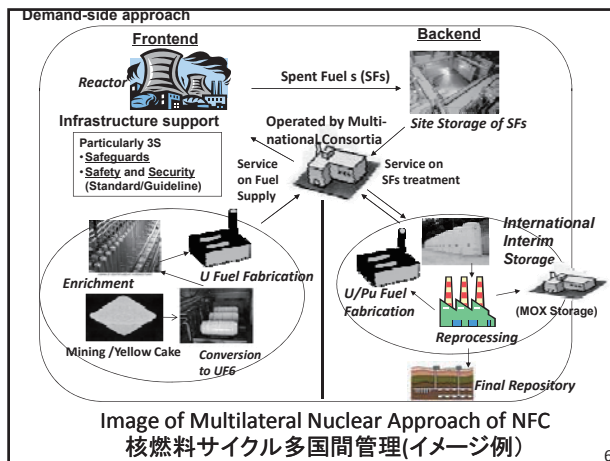 Demand-side approach
Frontend
Backend
Reactor
Spent Fuel s (SFs)
Infrastructure support
Operated by Multi-
national Consortia
Site Storage of SFs
Particularly 3S
•Safeguards
•Safety and Security
(Standard/Guideline)
Service
on Fuel
Supply
Service on
SFs treatment
International
Interim
Storage
Enrichment
U Fuel Fabrication
U/Pu Fuel
Fabrication
(MOX Storage)
Mining /Yellow Cake
Conversion
to UF6
Reprocessing
Final Repository
Image of Multilateral Nuclear Approach of NFC
核燃料サイクル多国間管理(イメージ例）
6